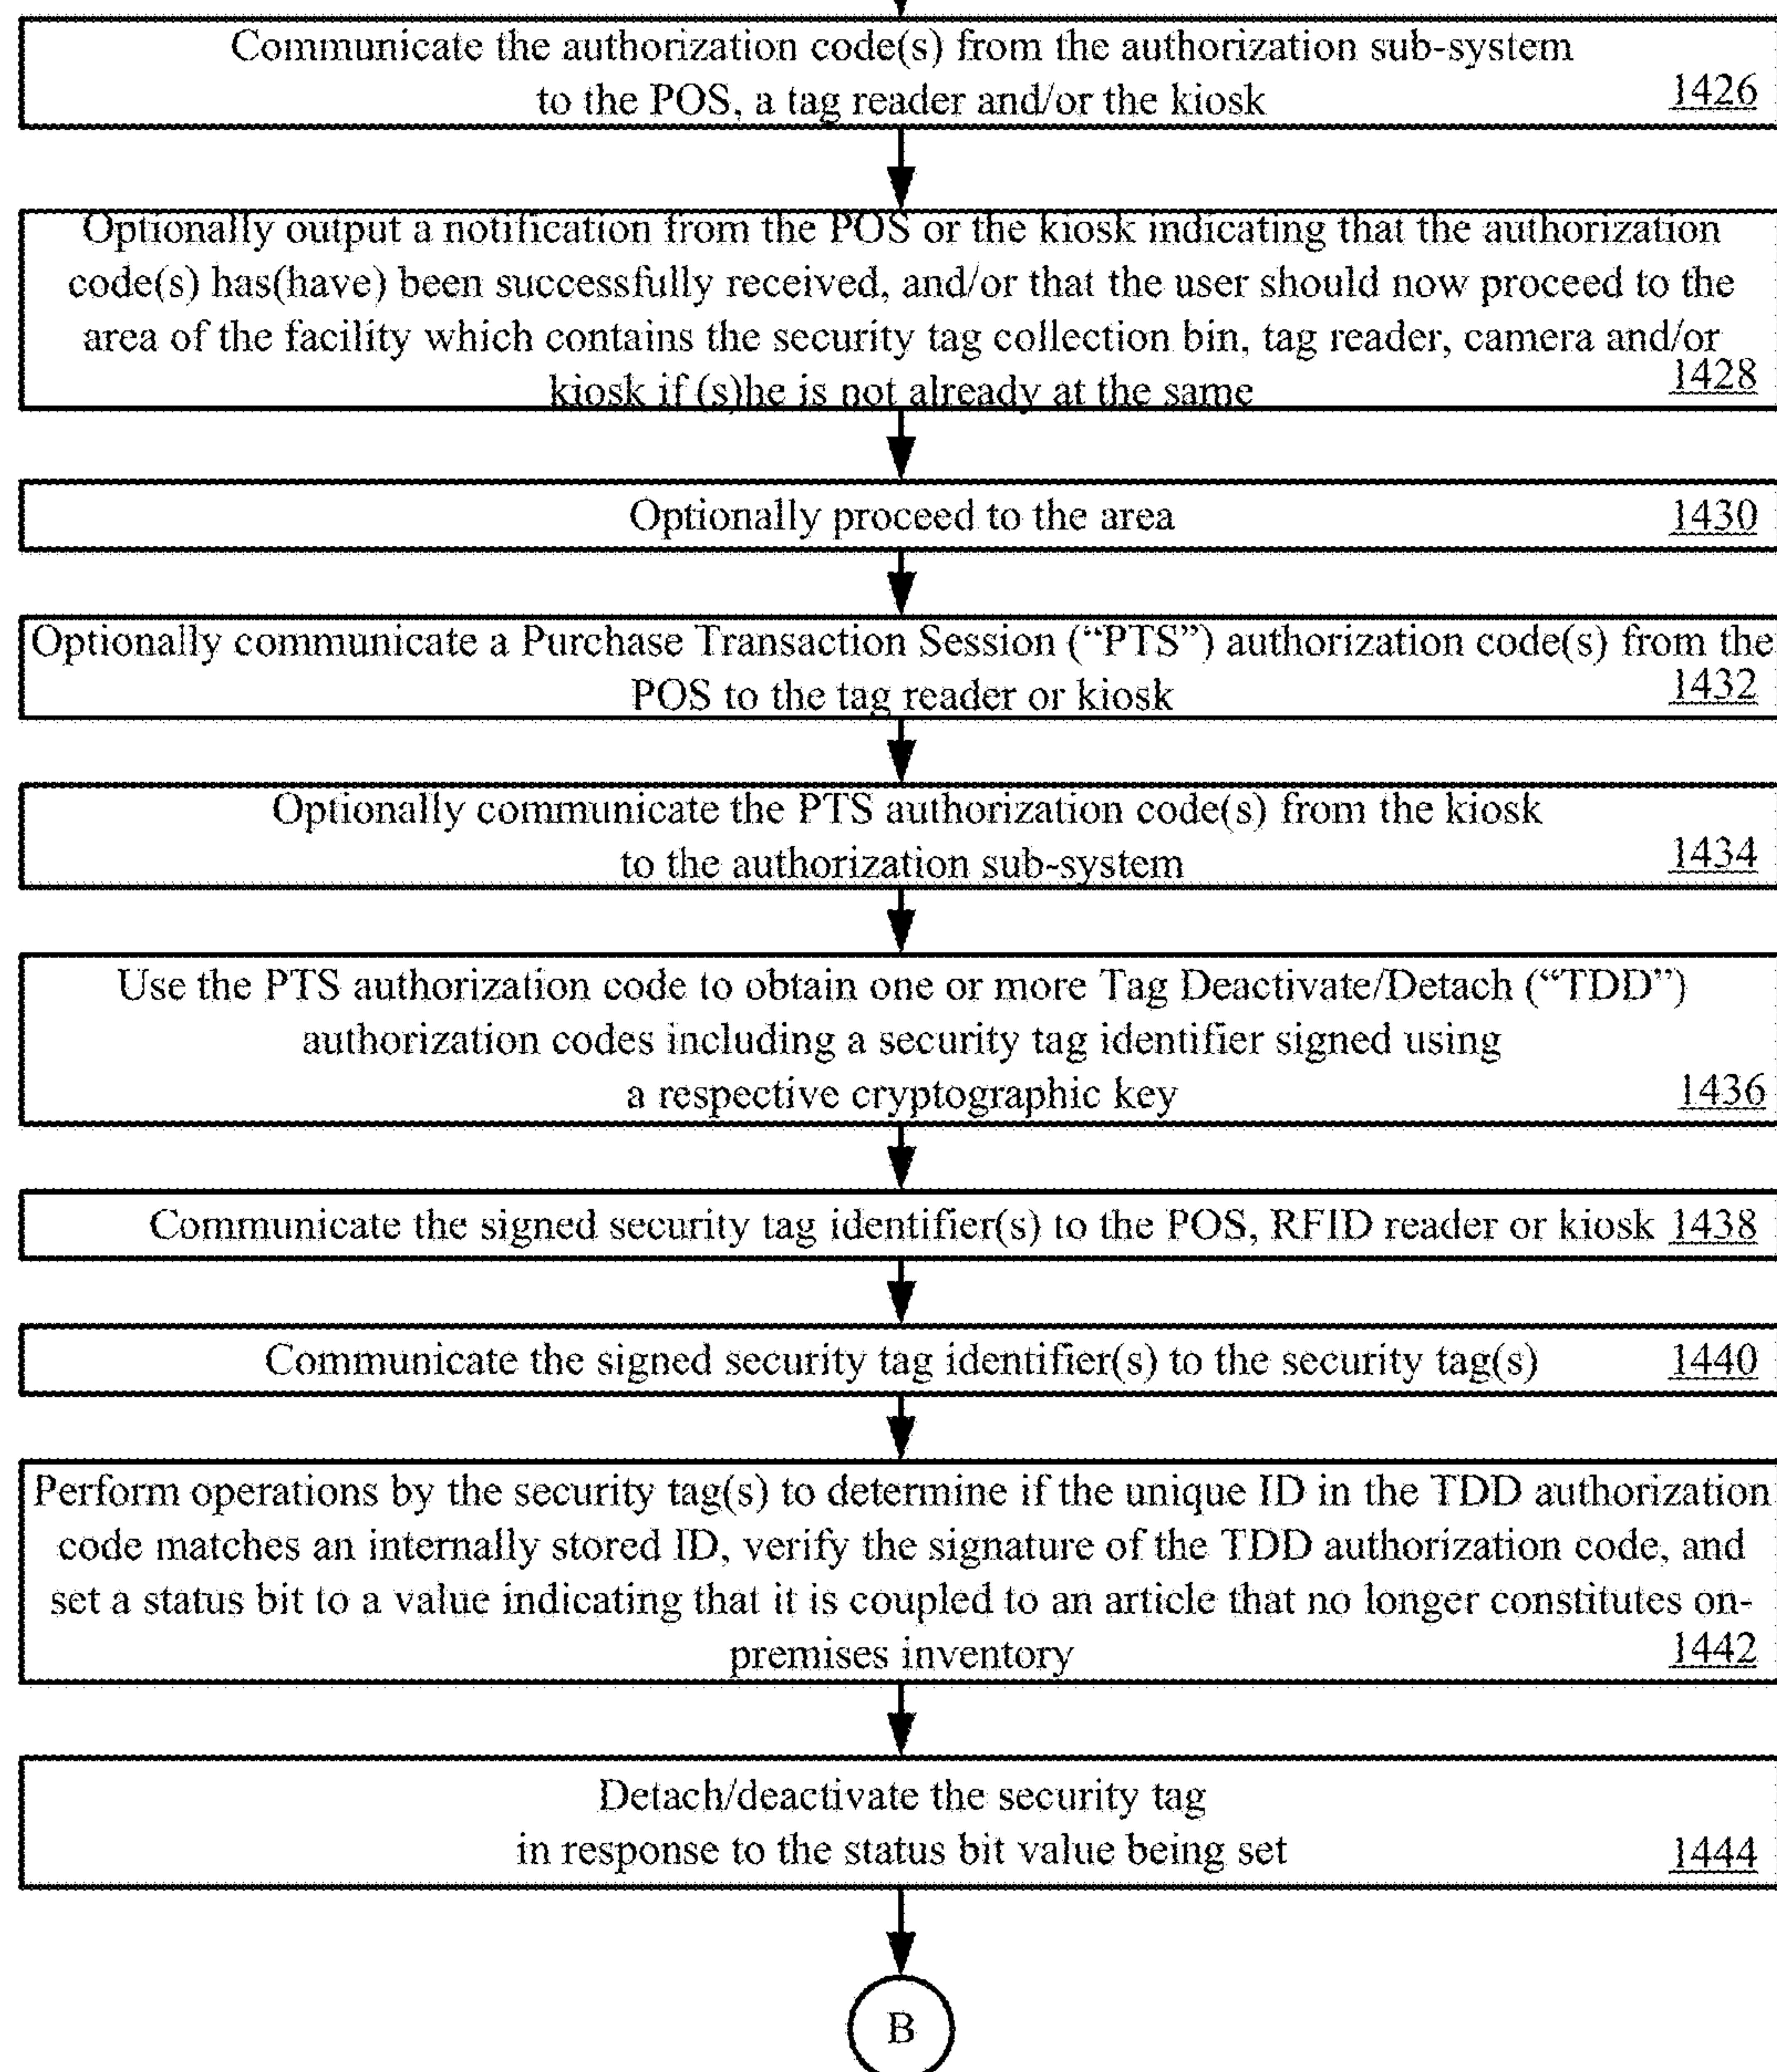 Communicate the authorization code(s) from the authorization sub-system
to the POS, a tag reader and/or the kiosk
1426
Optionally output a notification from the POS or the kiosk indicating that the authorization
code(s) has(have) been successfully received, and/or that the user should now proceed to the
area of the facility which contains the security tag collection bin, tag reader, camera and/or
kiosk if (s)he is not already at the same
1428
Optionally proceed to the area
1430
Optionally communicate a Purchase Transaction Session (“PTS”) authorization code(s) from the
POS to the tag reader or kiosk
1432
Optionally communicate the PTS authorization code(s) from the kiosk
to the authorization sub-system
1434
Use the PTS authorization code to obtain one or more Tag Deactivate/Detach (“TDD”)
authorization codes including a security tag identifier signed using
a respective cryptographic key
1436
Communicate the signed security tag identifier(s) to the POS, RFID reader or kiosk 1438
Communicate the signed security tag identifier(s) to the security tag(s)
1440
Perform operations by the security tag(s) to determine if the unique ID in the TDD authorization
code matches an internally stored ID, verify the signature of the TDD authorization code, and
set a status bit to a value indicating that it is coupled to an article that no longer constitutes on-
premises inventory
1442
Detach/deactivate the security tag
in response to the status bit value being set
1444
B